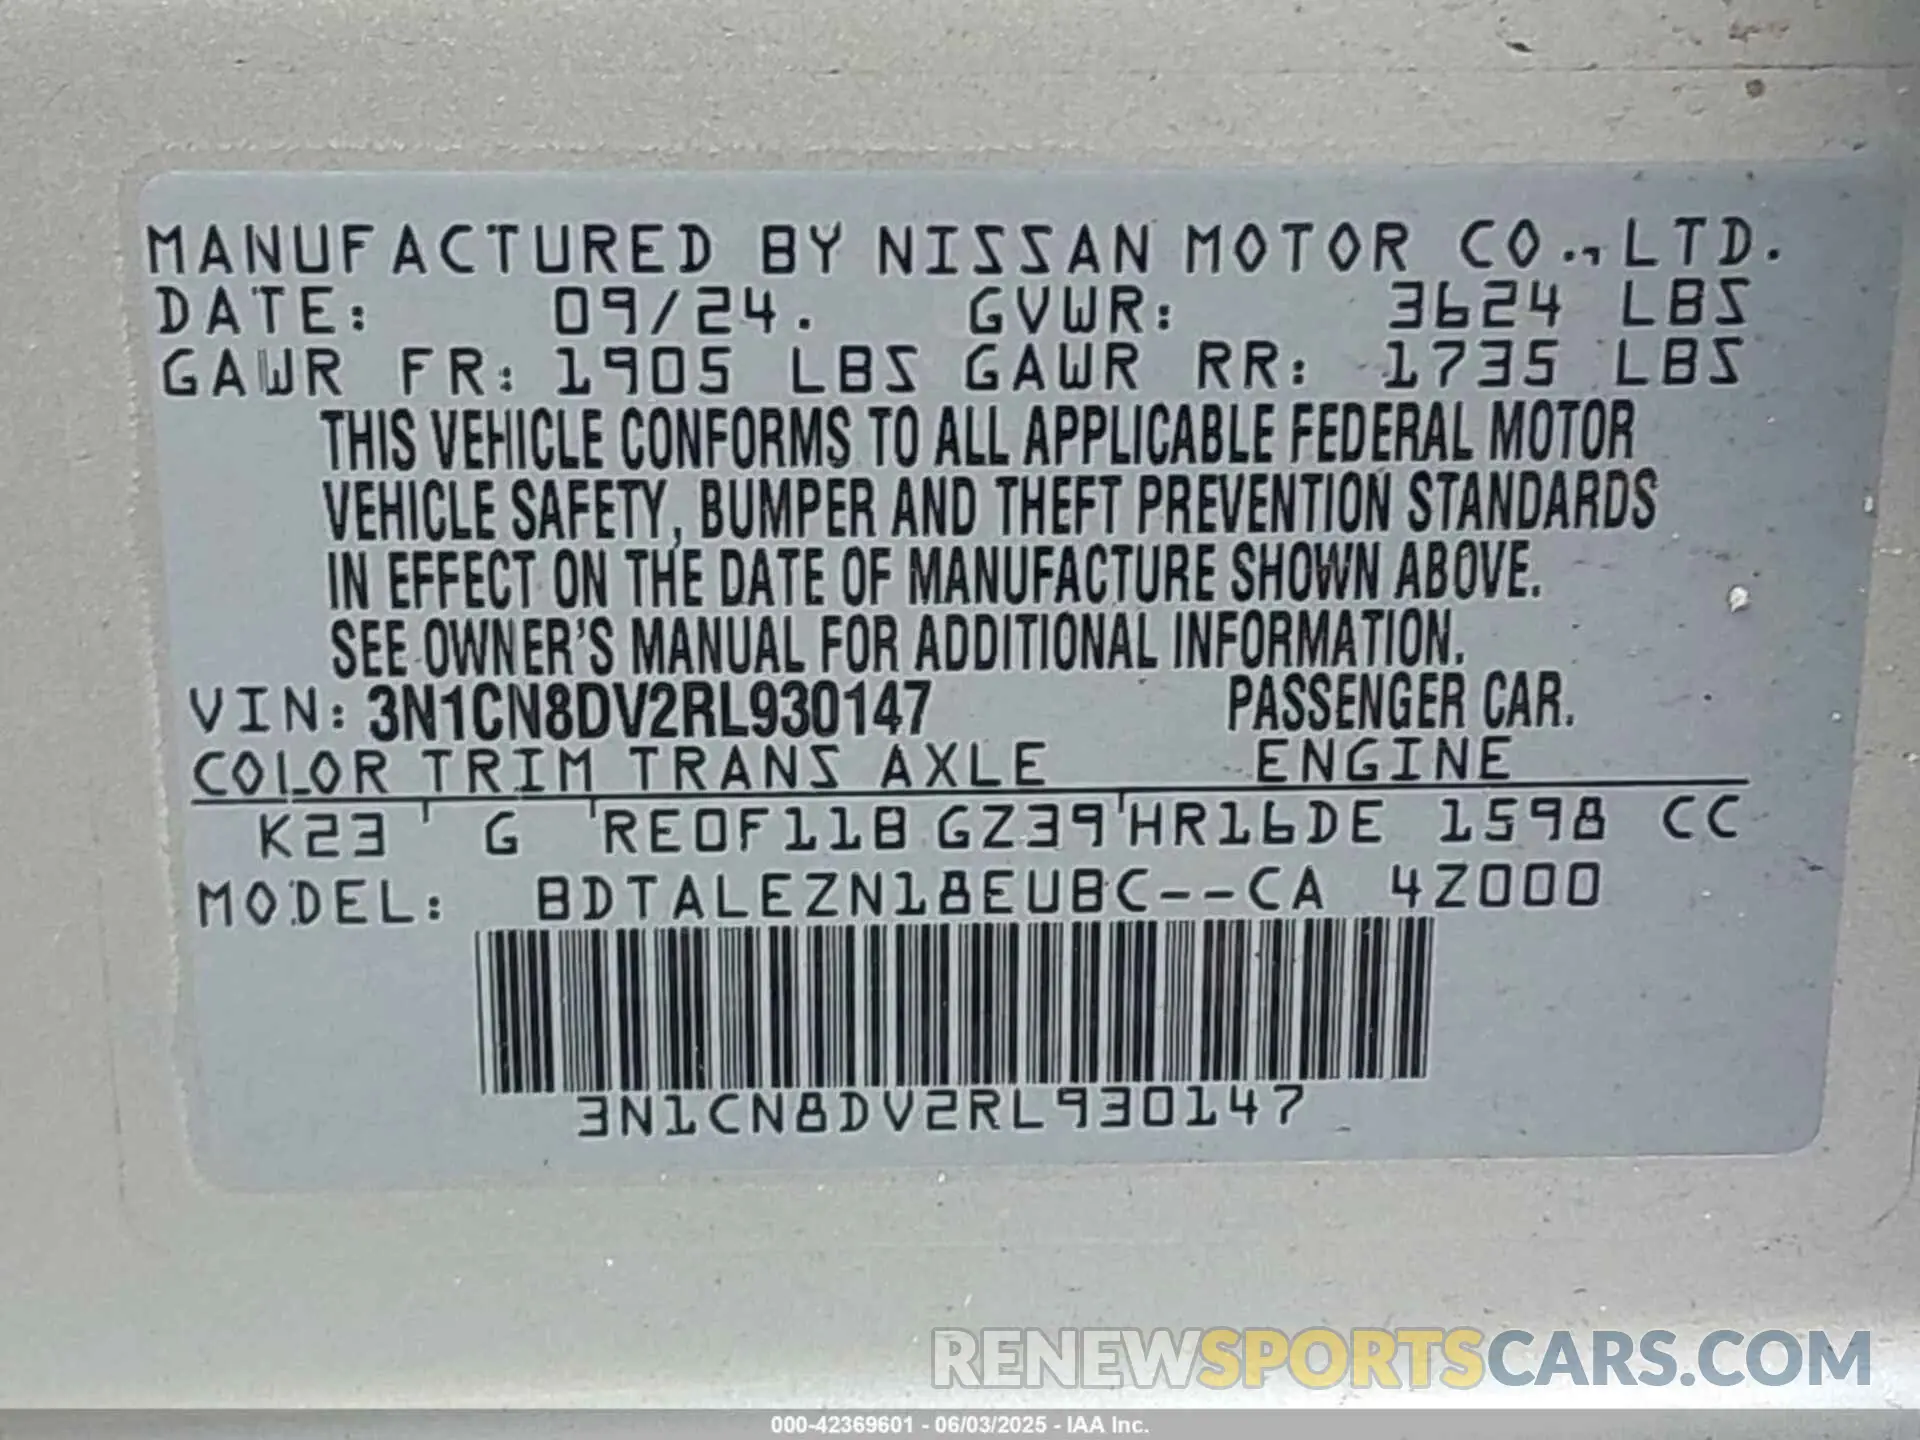 MANUFACTURED BY NISSAN MOTOR CO., LTD.
DATE: 09/24. GVWR: 3624 LBS
GAWR FR: 1905 LBS GAWR RR: 1735 LBS
THIS VEHICLE CONFORMS TO ALL APPLICABLE FEDERAL MOTOR
VEHICLE SAFETY, BUMPER AND THEFT PREVENTION STANDARDS
IN EFFECT ON THE DATE OF MANUFACTURE SHOWN ABOVE.
SEE OWNER'S MANUAL FOR ADDITIONAL INFORMATION.
VIN: 3N1CN8DV2RL930147 PASSENGER CAR.
COLOR TRIM TRANS AXLE ENGINE
K23 G RE0F11B GZ39 HR16DE 1598 CC
MODEL: BDTALEZN18EUBC--CA 4Z000
3N1CN8DV2RL930147
RENEWSPORTSCARS.COM
000-42369601 - 06/03/2025 - IAA Inc.